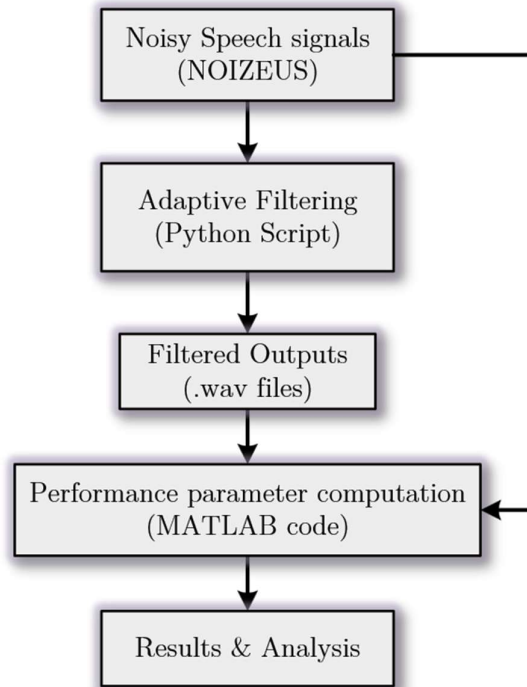 Noisy Speech signals
(NOIZEUS)
Adaptive Filtering
(Python Script)
Filtered Outputs
(.wav files)
Performance parameter computation
(MATLAB code)
Results & Analysis